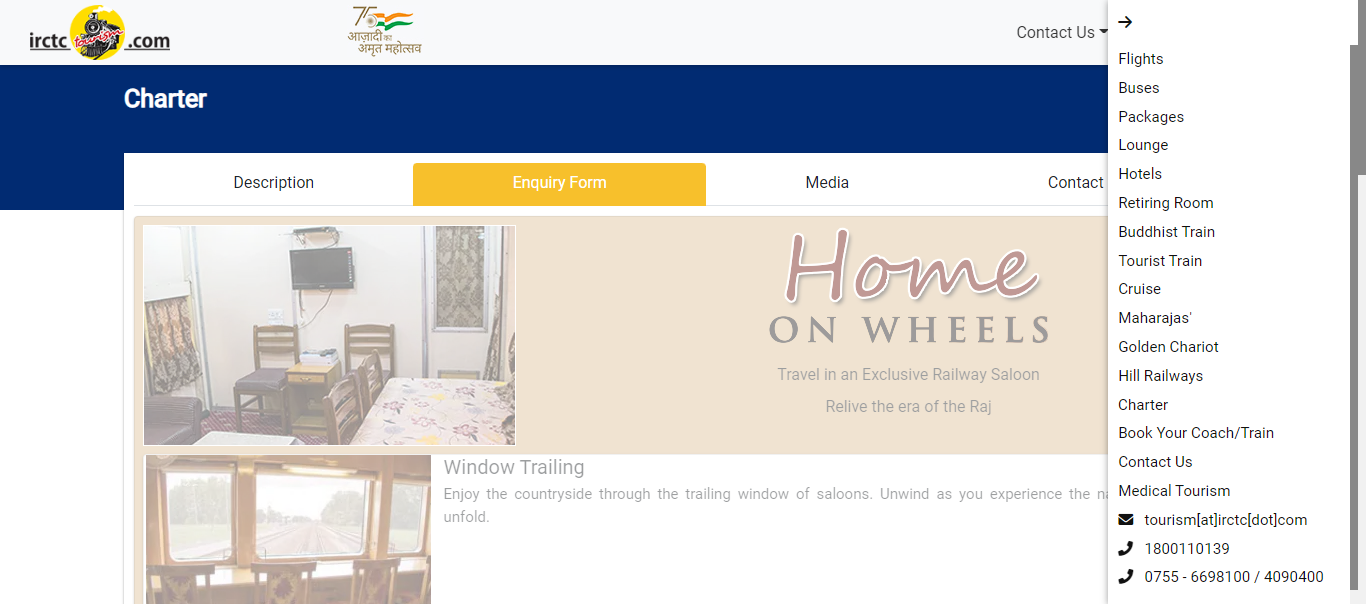 irctc tourism .com
75
आज़ादी का
अमृत महोत्सव
Contact Us
Charter
Description
Enquiry Form
Media
Contact
Home
ON WHEELS
Travel in an Exclusive Railway Saloon
Relive the era of the Raj
Window Trailing
Enjoy the countryside through the trailing window of saloons. Unwind as you experience the
unfold.
Flights
Buses
Packages
Lounge
Hotels
Retiring Room
Buddhist Train
Tourist Train
Cruise
Maharajas'
Golden Chariot
Hill Railways
Charter
Book Your Coach/Train
Contact Us
Medical Tourism
tourism[at]irctc[dot]com
1800110139
0755 - 6698100 / 4090400